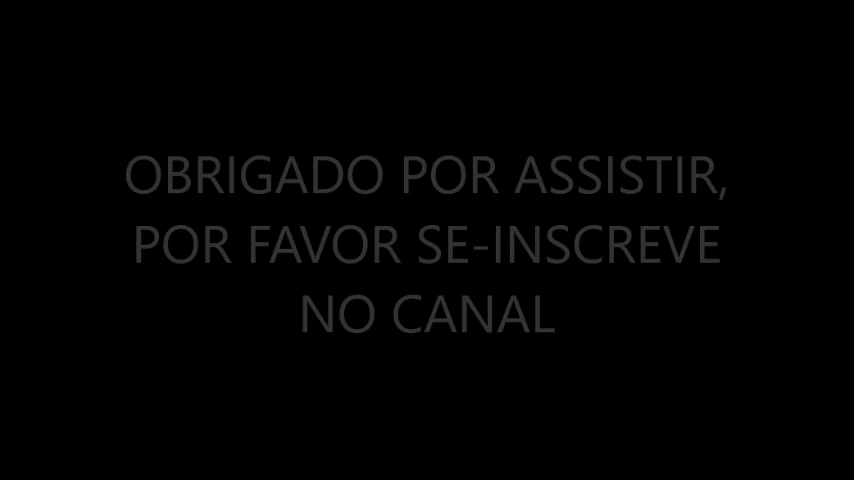 OBRIGADO POR ASSISTIR,
POR FAVOR SE-INSCREVE
NO CANAL